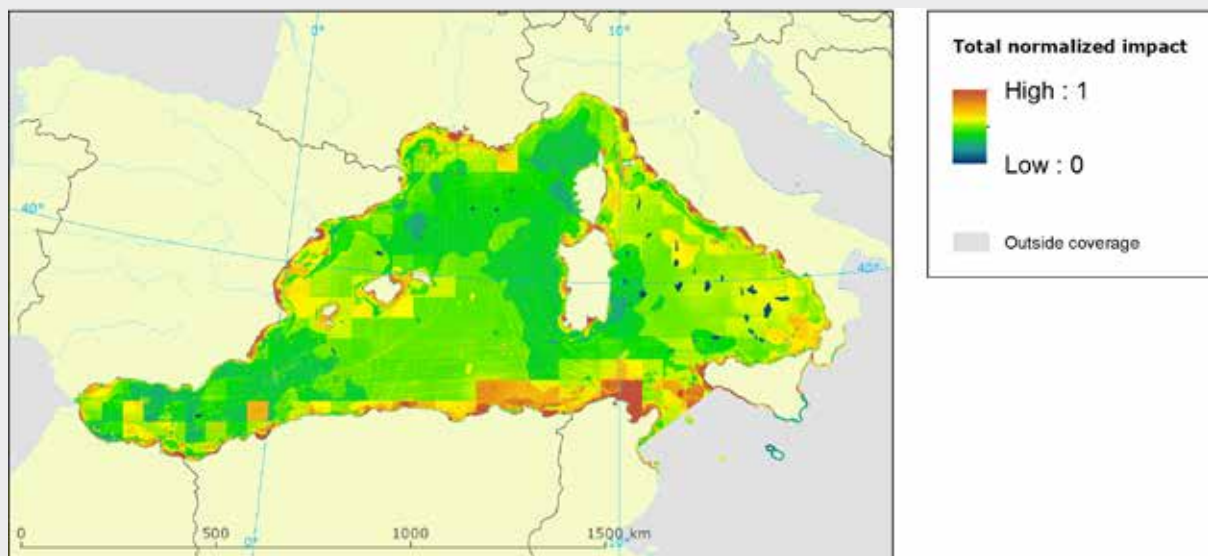 0°
10°
40°
40°
0 500 1000 1500 km
0°
10°
Total normalized impact
High : 1
Low : 0
Outside coverage